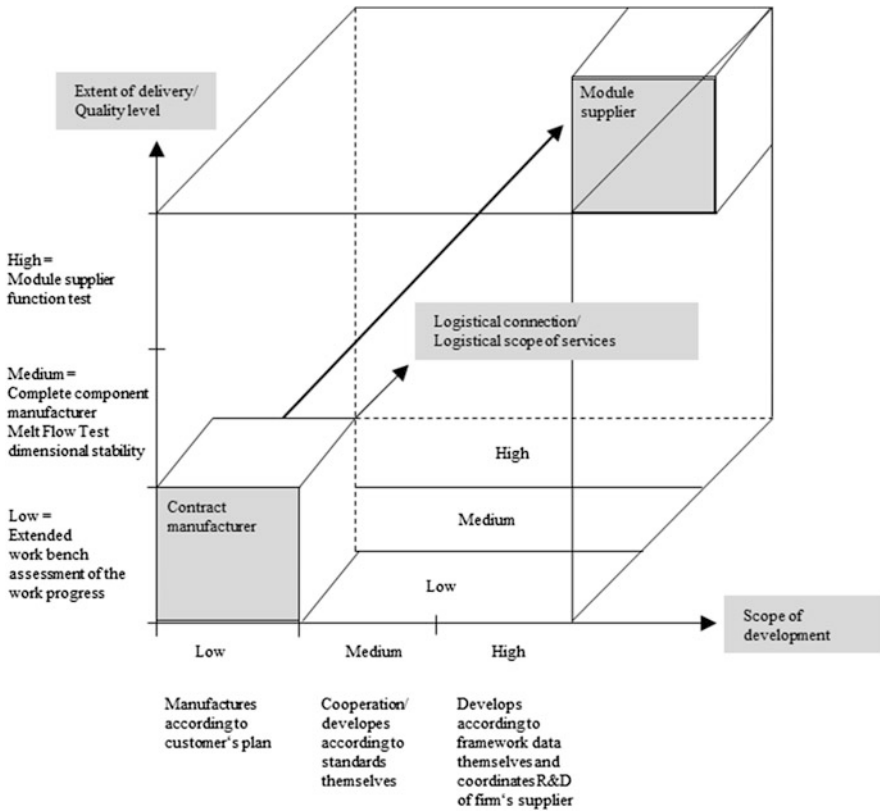 Extent of delivery/
Quality level
Module
supplier
High =
Module supplier
function test
Logistical connection/
Logistical scope of services
Medium =
Complete component
manufacturer
Melt Flow Test
dimensional stability
High
Contract
manufacturer
Medium
Low =
Extended
work bench
assessment of the
work progress
Low
Scope of
development
Low
Medium
High
Manufactures
according to
customer‘s plan
Cooperation/
developes
according to
standards
themselves
Develops
according to
framework data
themselves and
coordinates R&D
of firm‘s supplier